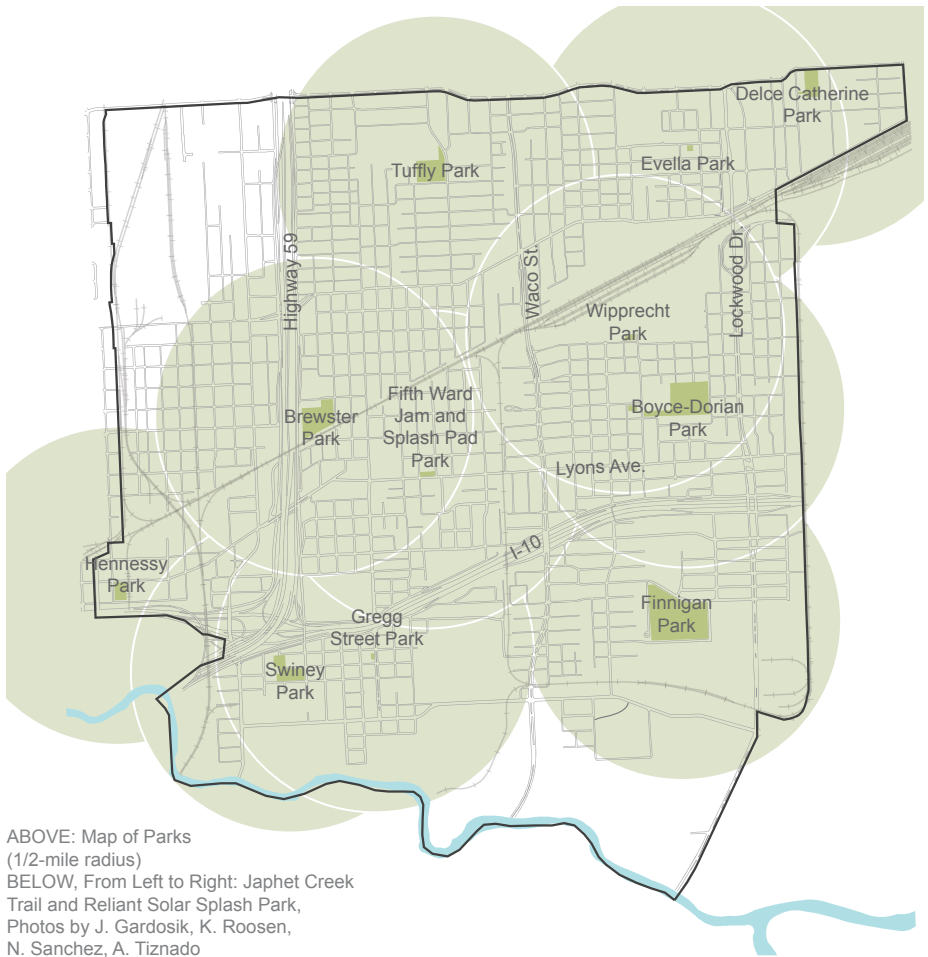 Delce Catherine
Park
Tuffly Park
Evella Park
Highway 59
Waco St.
Lockwood Dr.
Wipprecht
Park
Brewster
Park
Fifth Ward
Jam and
Splash Pad
Park
Boyce-Dorian
Park
Lyons Ave.
I-10
Hennessy
Park
Gregg
Street Park
Finnigan
Park
Swiney
Park
ABOVE: Map of Parks
(1/2-mile radius)
BELOW, From Left to Right: Japhet Creek
Trail and Reliant Solar Splash Park,
Photos by J. Gardosik, K. Roosen,
N. Sanchez, A. Tiznado